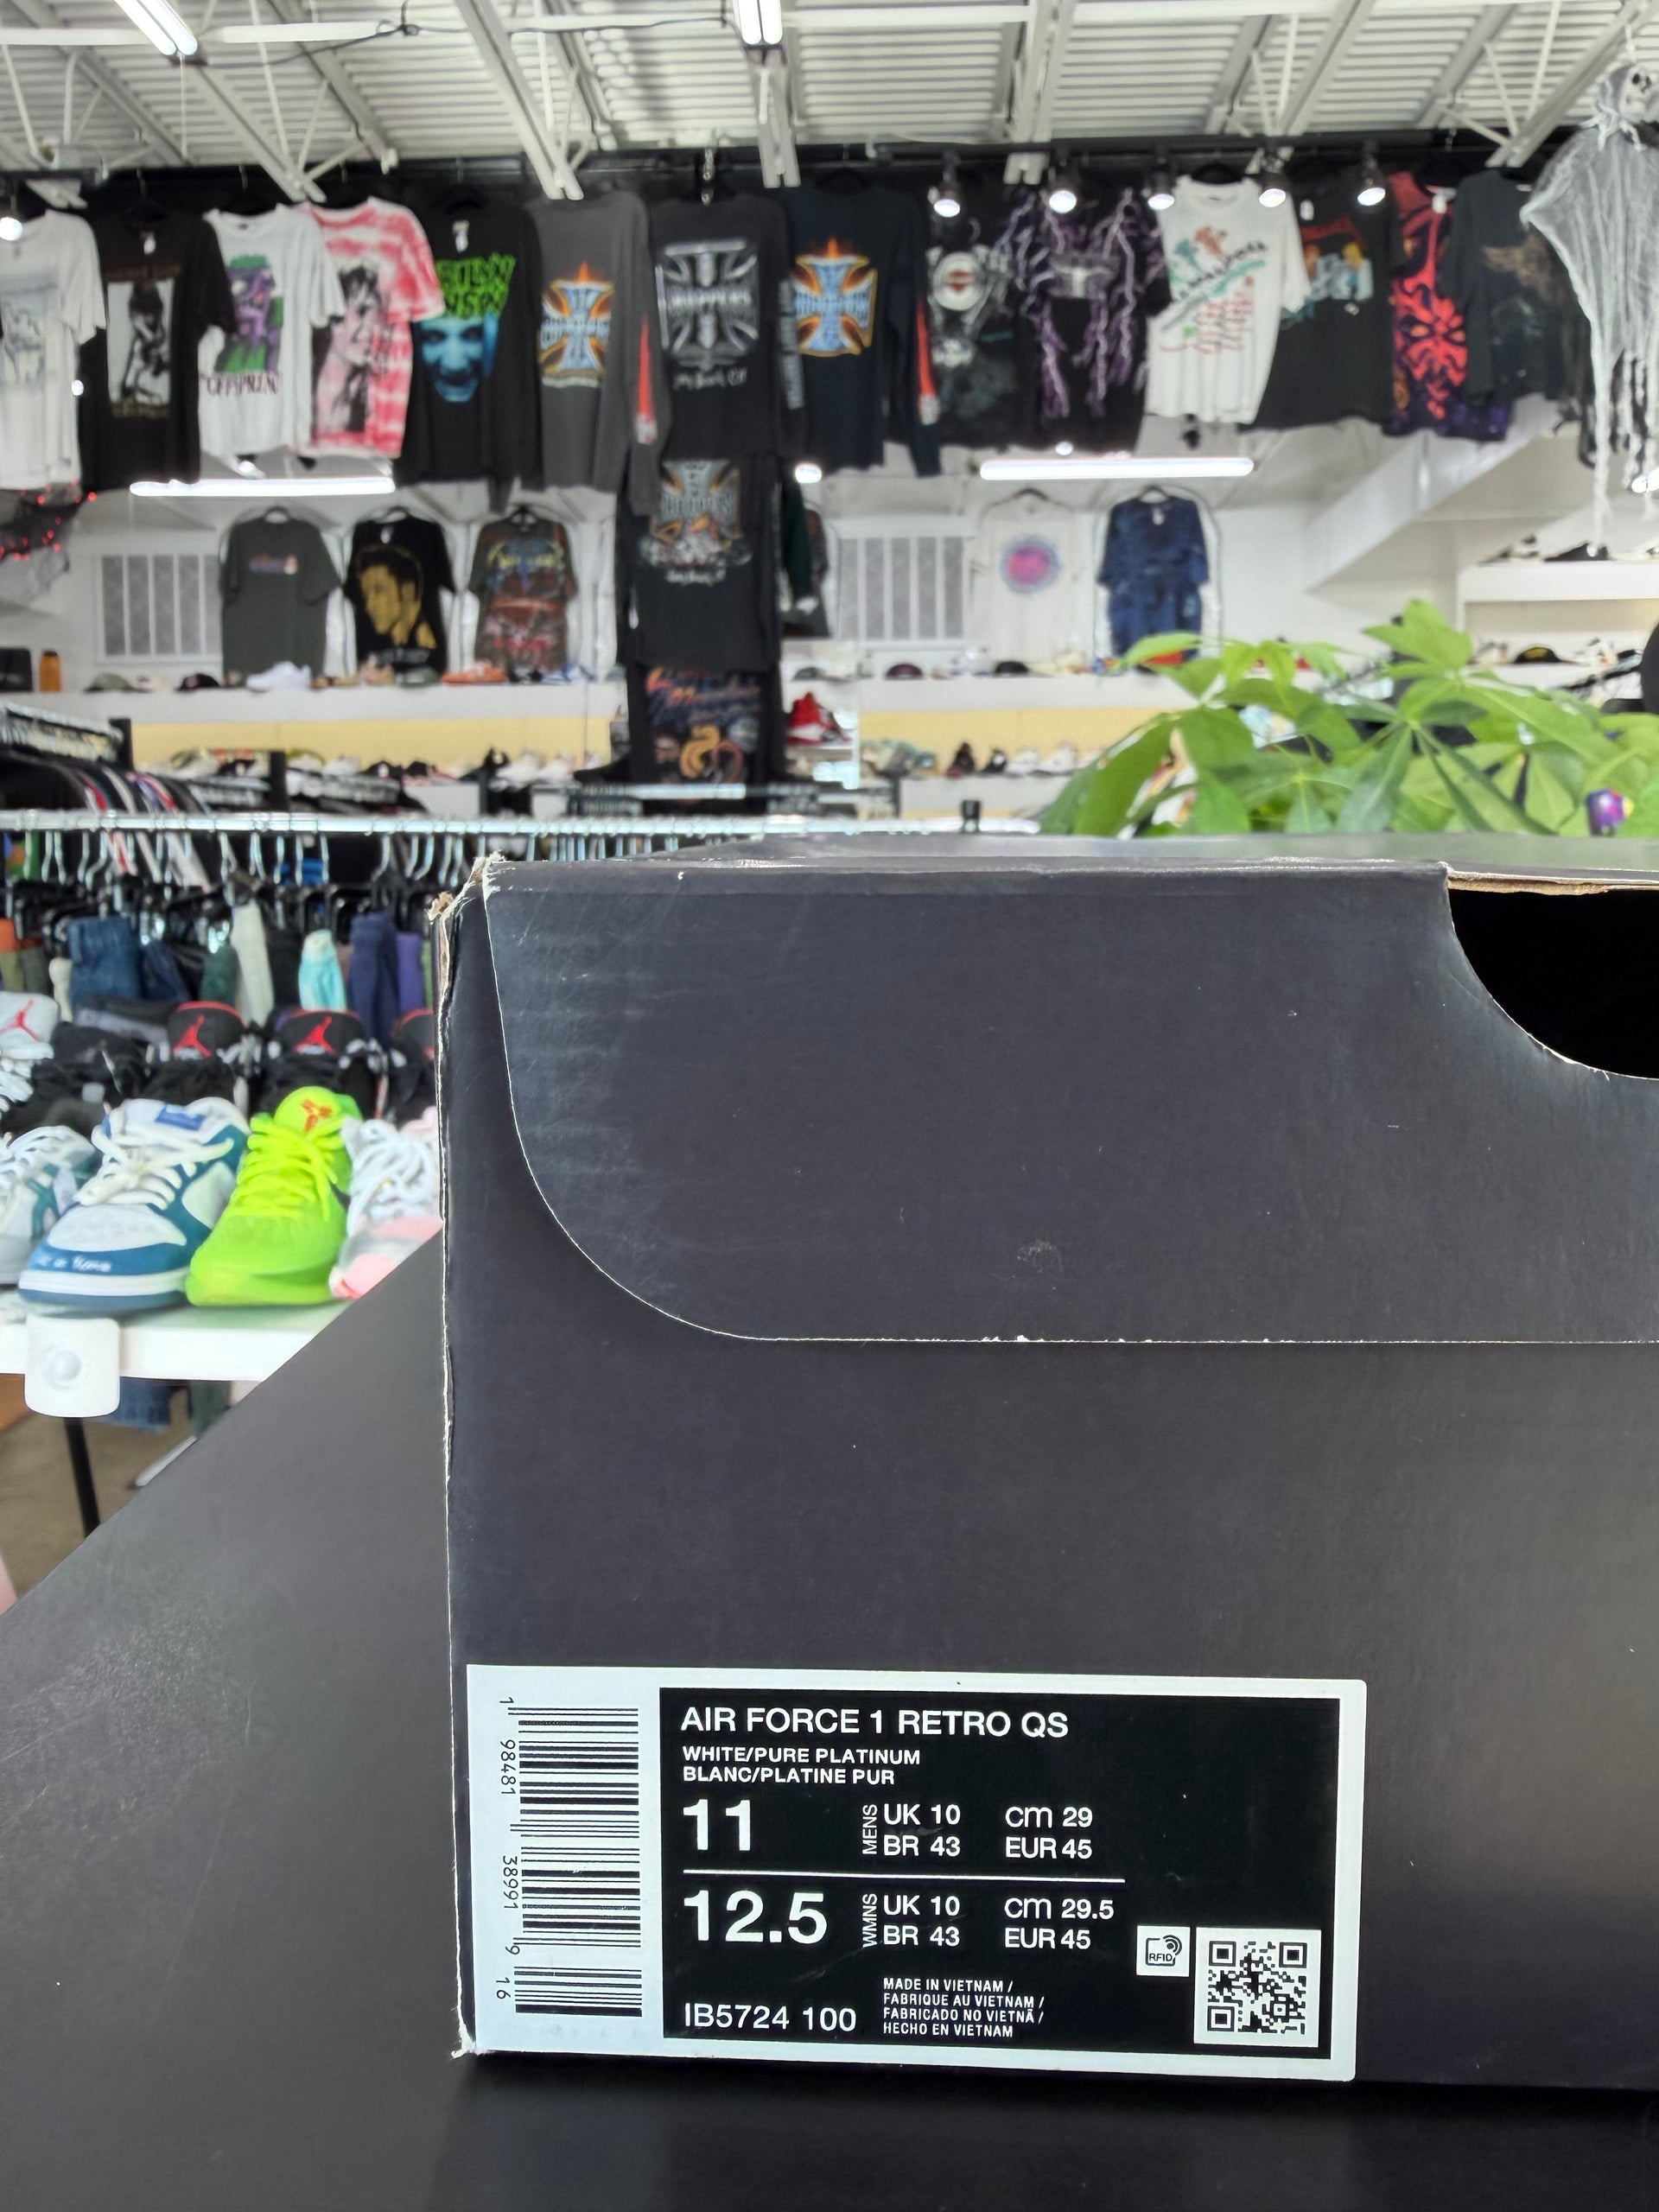 CHOPPERS
OFFSPRING
AIR FORCE 1 RETRO QS
WHITE/PURE PLATINUM
BLANC/PLATINE PUR
11 MENS UK 10 cm 29
BR 43 EUR 45
12.5 WMNS UK 10 cm 29.5
BR 43 EUR 45
IB5724 100
MADE IN VIETNAM /
FABRIQUE AU VIETNAM /
FABRICADO NO VIETNÃ /
HECHO EN VIETNAM
RFID
1 98481 38991 9 16